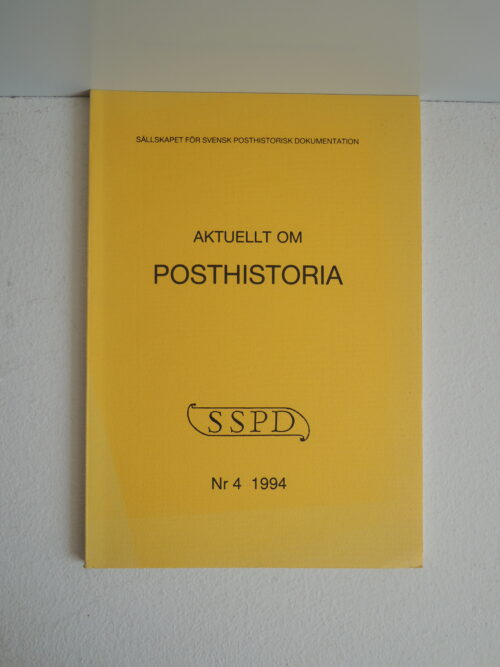 SÄLLSKAPET FÖR SVENSK POSTHISTORISK DOKUMENTATION
AKTUELLT OM
POSTHISTORIA
SSPD
Nr 4 1994